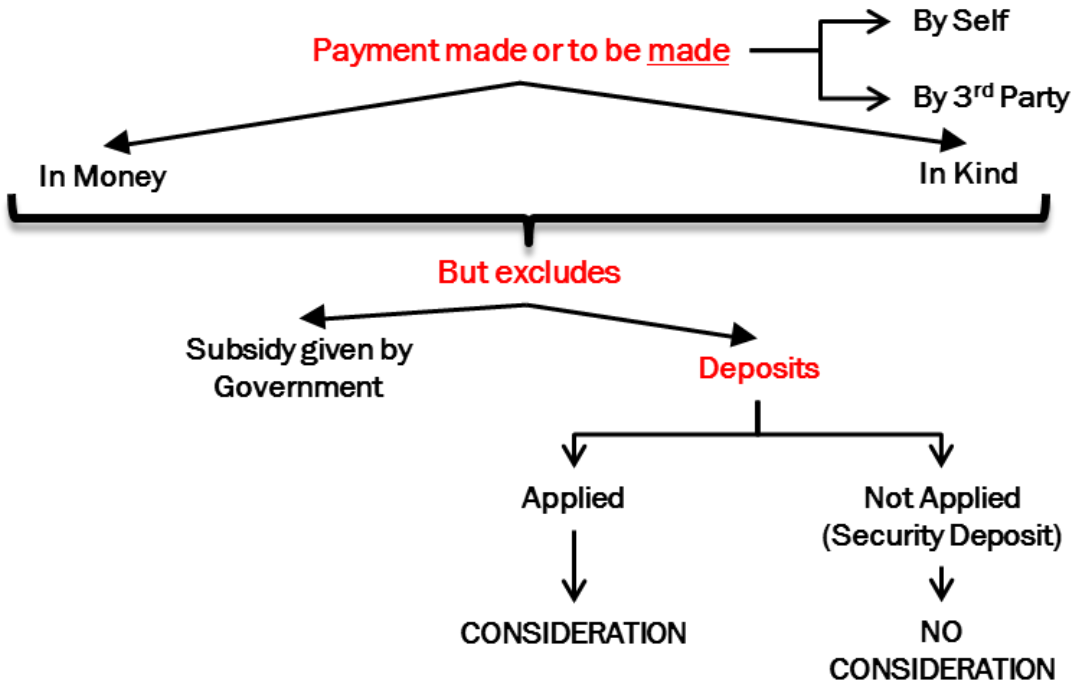 By Self
Payment made or to be made
By 3rd Party
In Money
In Kind
But excludes
Subsidy given by
Government
Deposits
Applied
Not Applied
(Security Deposit)
CONSIDERATION
NO
CONSIDERATION